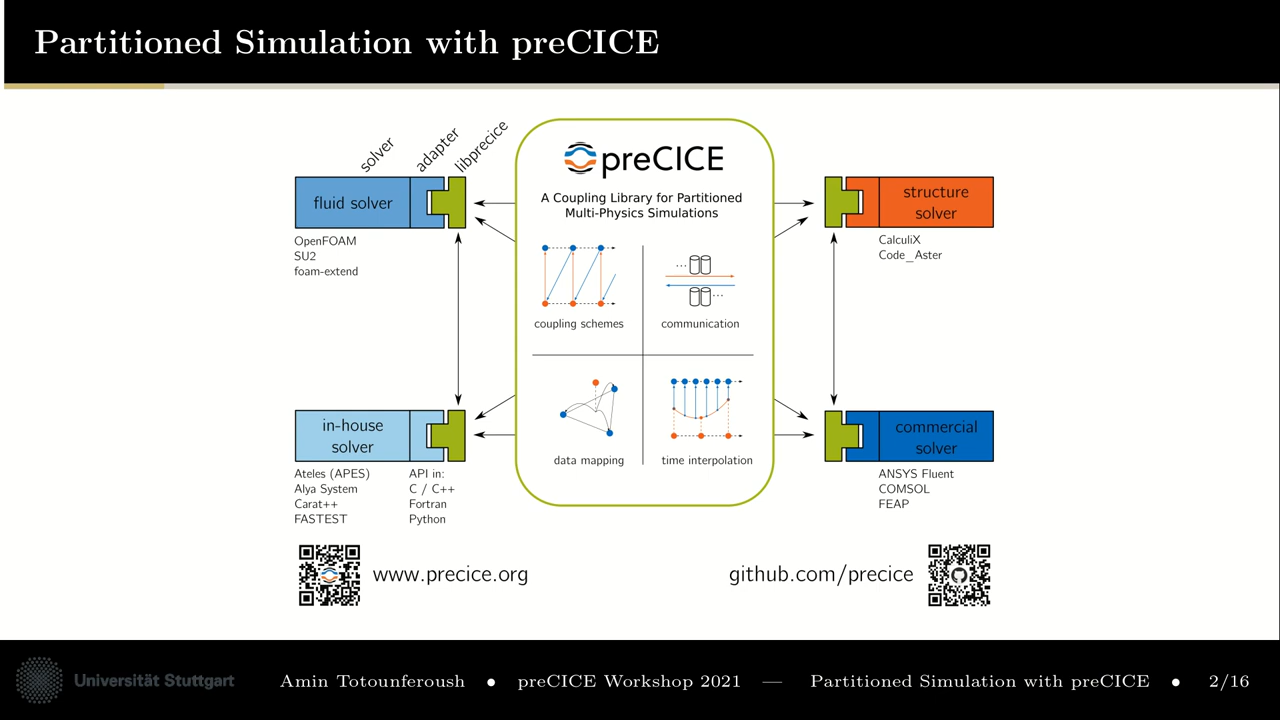 Partitioned Simulation with preCICE
solver
adapter
libprecice
fluid solver
OpenFOAM
SU2
foam-extend
preCICE
A Coupling Library for Partitioned
Multi-Physics Simulations
coupling schemes
communication
data mapping
time interpolation
structure
solver
CalculiX
Code_Aster
in-house
solver
Ateles (APES)
Alya System
Carat++
FASTEST
API in:
C / C++
Fortran
Python
commercial
solver
ANSYS Fluent
COMSOL
FEAP
www.precice.org
github.com/precice
Universität Stuttgart
Amin Totounferoush • preCICE Workshop 2021 — Partitioned Simulation with preCICE • 2/16